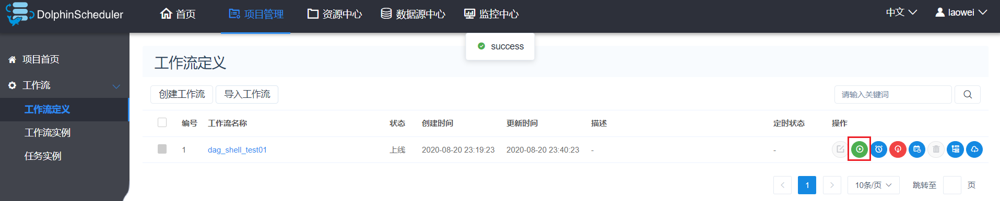 DolphinScheduler 首页 项目管理 资源中心 数据源中心 监控中心 中文 laowei
success
项目首页
工作流
工作流定义
工作流实例
任务实例
工作流定义
创建工作流 导入工作流 请输入关键词
编号 工作流名称 状态 创建时间 更新时间 描述 定时状态 操作
1 dag_shell_test01 上线 2020-08-20 23:19:23 2020-08-20 23:40:23 - -
1 10条/页 跳转至 页